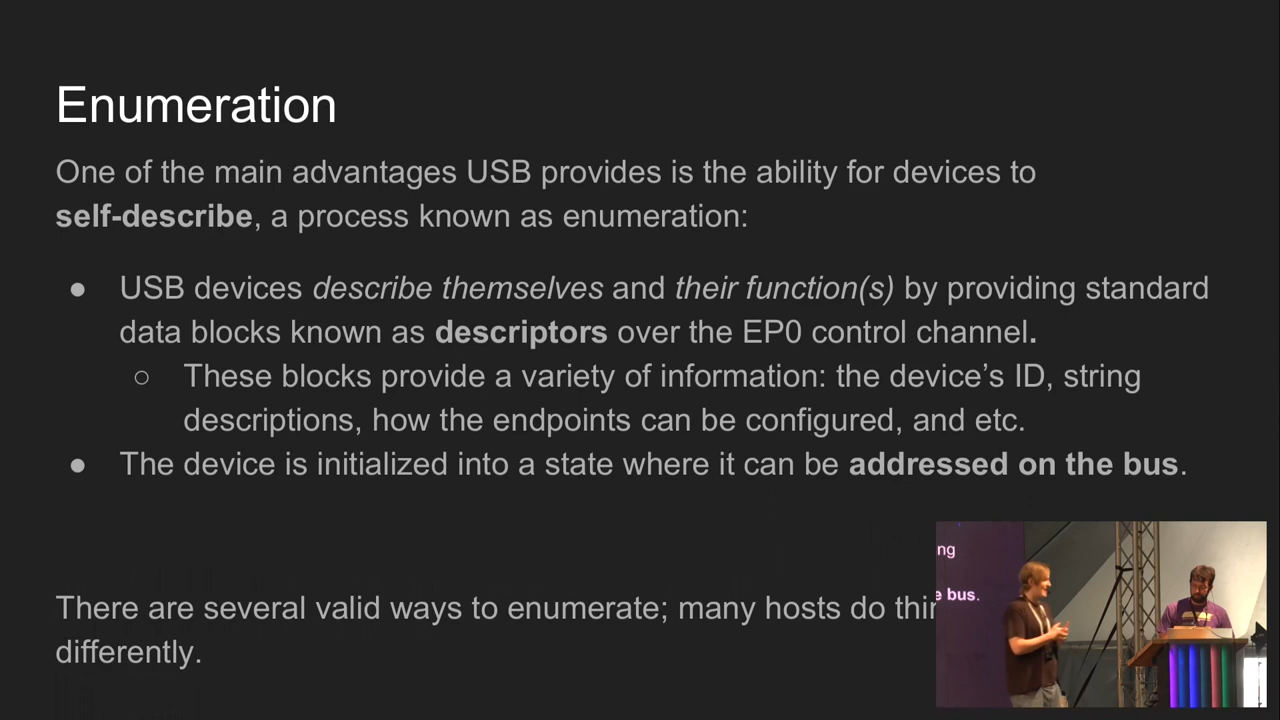 Enumeration
One of the main advantages USB provides is the ability for devices to
self-describe, a process known as enumeration:
● USB devices describe themselves and their function(s) by providing standard
data blocks known as descriptors over the EP0 control channel.
○ These blocks provide a variety of information: the device’s ID, string
descriptions, how the endpoints can be configured, and etc.
● The device is initialized into a state where it can be addressed on the bus.
There are several valid ways to enumerate; many hosts do thin
differently.
ng
e bus.